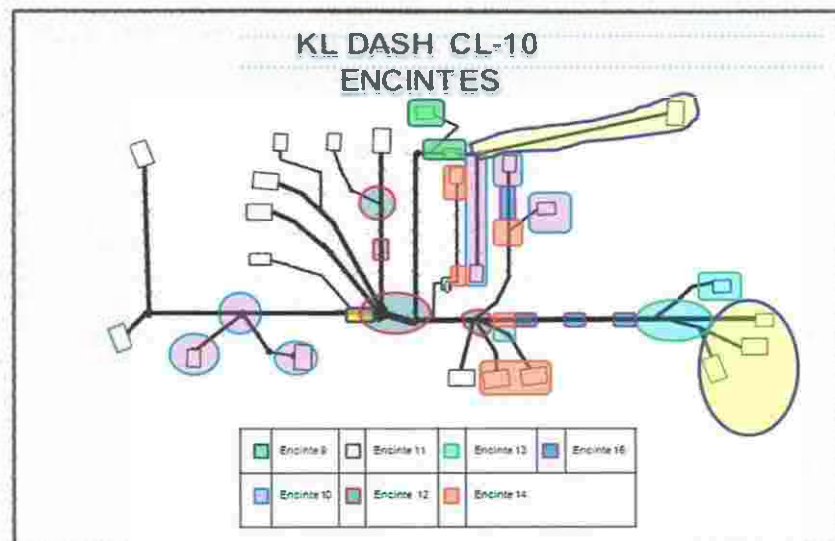 KL DASH CL-10
ENCINTES
Encinte 9 Encinte 11 Encinte 13 Encinte 16
Encinte 10 Encinte 12 Encinte 14